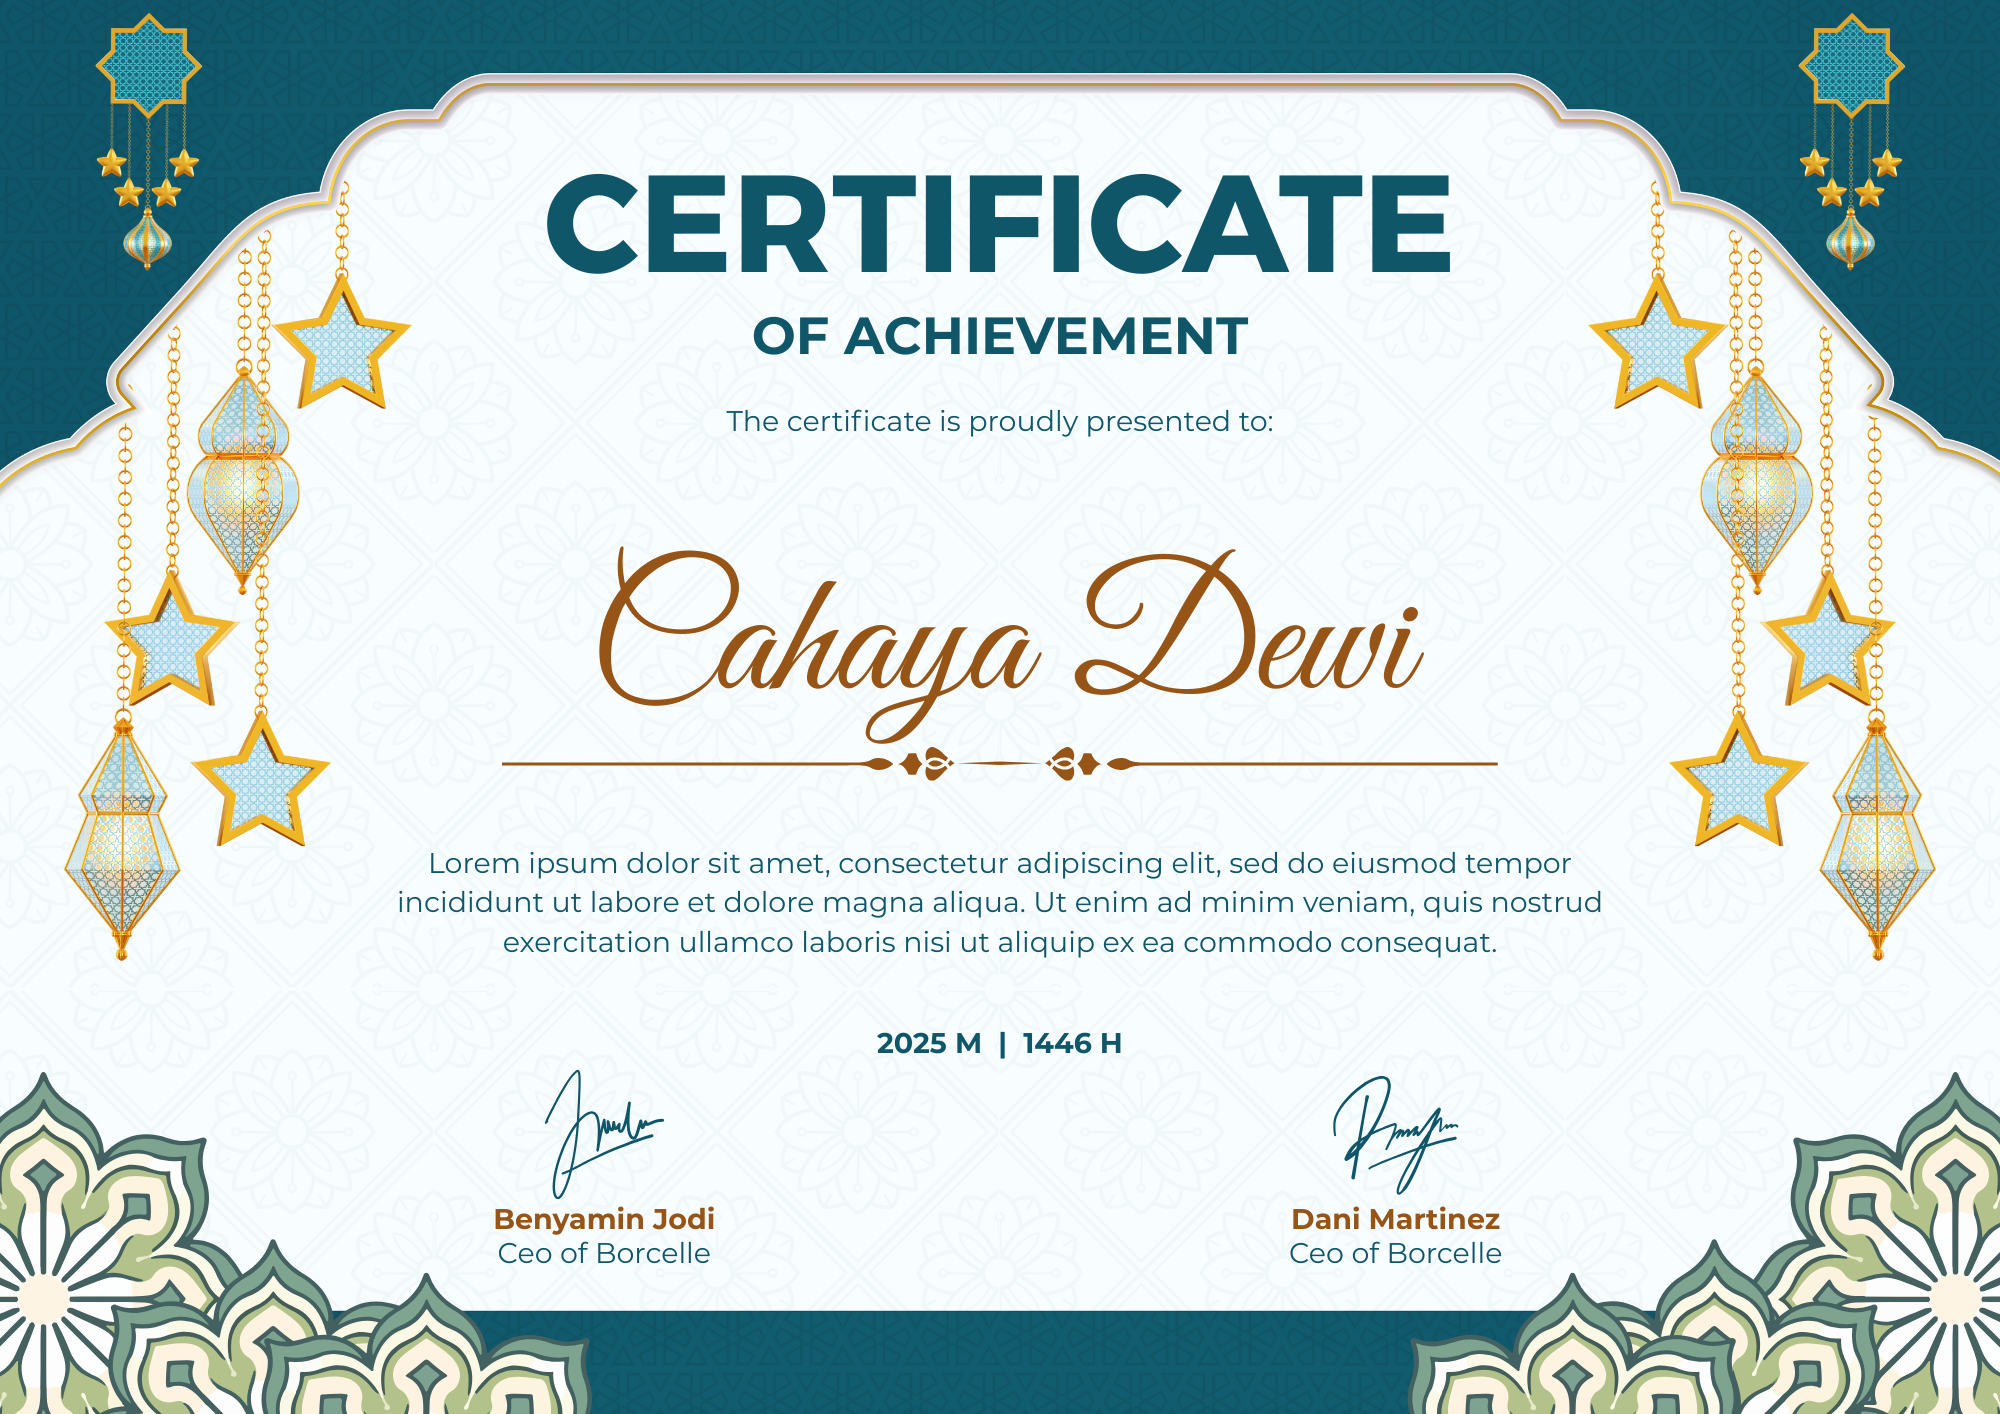 CERTIFICATE
OF ACHIEVEMENT
The certificate is proudly presented to:
Cahaya Dewi
Lorem ipsum dolor sit amet, consectetur adipiscing elit, sed do eiusmod tempor
incididunt ut labore et dolore magna aliqua. Ut enim ad minim veniam, quis nostrud
exercitation ullamco laboris nisi ut aliquip ex ea commodo consequat.
2025 M | 1446 H
Benyamin Jodi
Ceo of Borcelle
Dani Martinez
Ceo of Borcelle